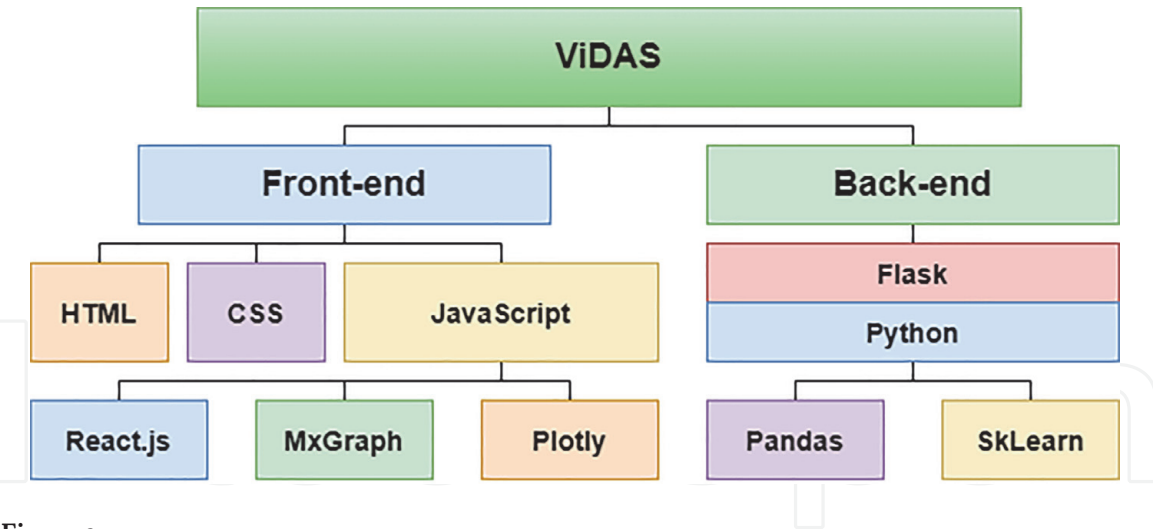 ViDAS
Front-end
Back-end
HTML
CSS
JavaScript
Flask
Python
React.js
MxGraph
Plotly
Pandas
SkLearn